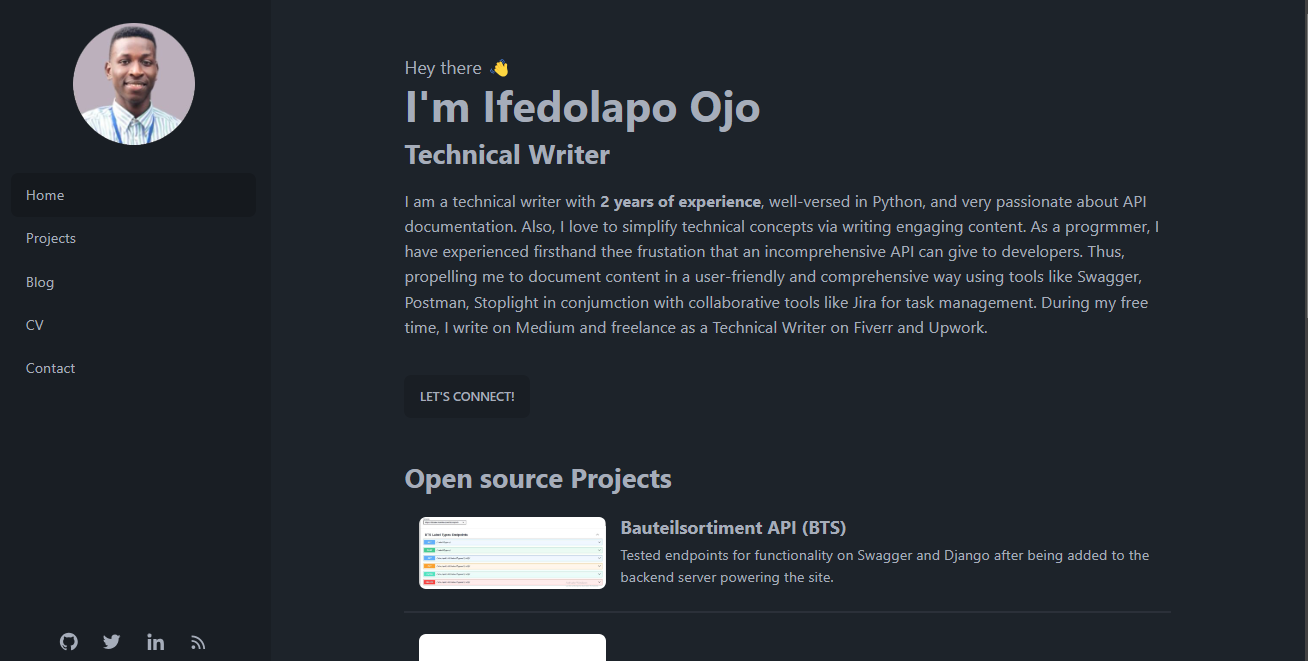 Hey there 👋
I'm Ifedolapo Ojo
Technical Writer
Home
Projects
Blog
CV
Contact
I am a technical writer with 2 years of experience, well-versed in Python, and very passionate about API
documentation. Also, I love to simplify technical concepts via writing engaging content. As a progrmmer, I
have experienced firsthand thee frustation that an incomprehensive API can give to developers. Thus,
propelling me to document content in a user-friendly and comprehensive way using tools like Swagger,
Postman, Stoplight in conjumction with collaborative tools like Jira for task management. During my free
time, I write on Medium and freelance as a Technical Writer on Fiverr and Upwork.
LET'S CONNECT!
Open source Projects
Bauteilsortiment API (BTS)
Tested endpoints for functionality on Swagger and Django after being added to the
backend server powering the site.